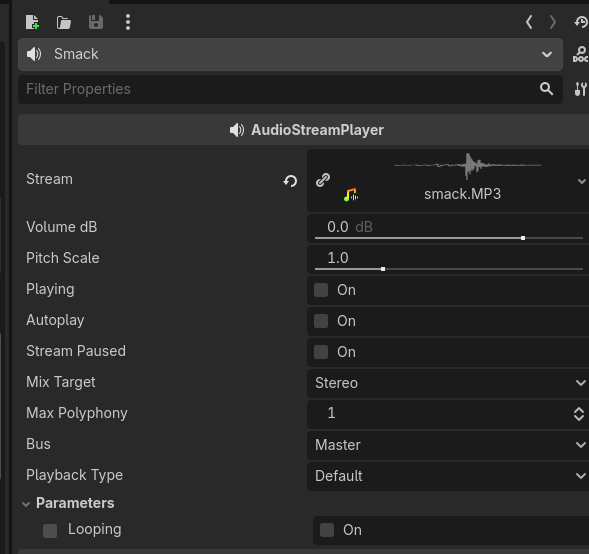 Smack
DOC
Filter Properties
AudioStreamPlayer
Stream
smack.MP3
Volume dB 0.0 dB
Pitch Scale 1.0
Playing On
Autoplay On
Stream Paused On
Mix Target Stereo
Max Polyphony 1
Bus Master
Playback Type Default
Parameters
Looping On